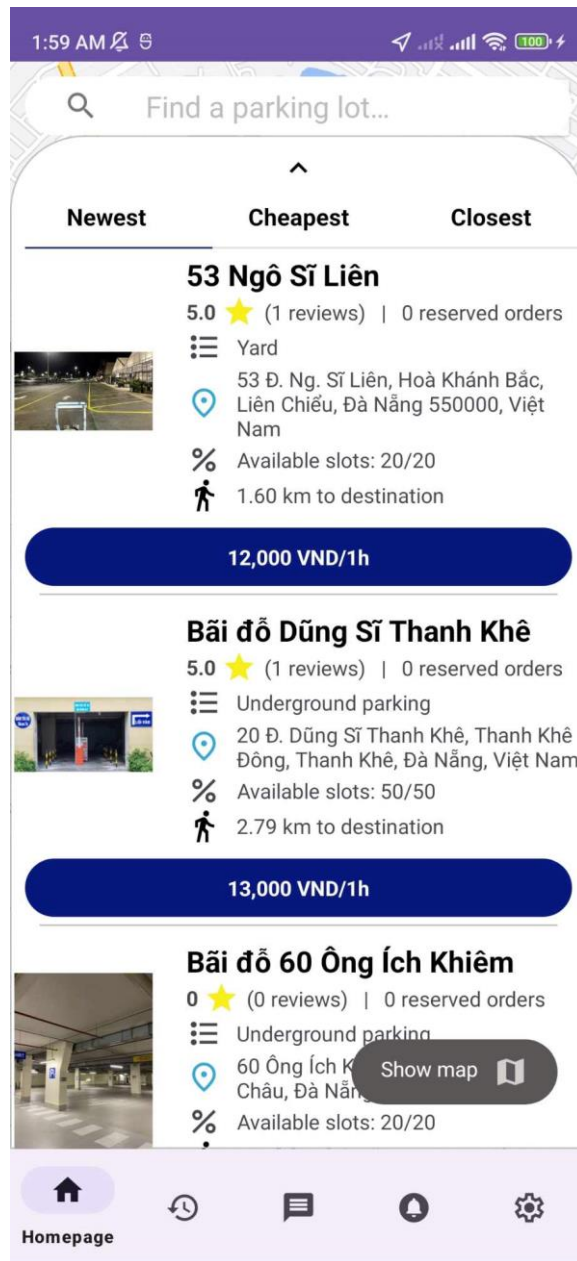 1:59 AM
100
Find a parking lot...
Newest Cheapest Closest
53 Ngô Sĩ Liên
5.0 (1 reviews) | 0 reserved orders
Yard
53 Đ. Ng. Sĩ Liên, Hoà Khánh Bắc,
Liên Chiểu, Đà Nẵng 550000, Việt
Nam
% Available slots: 20/20
1.60 km to destination
12,000 VND/1h
Bãi đỗ Dũng Sĩ Thanh Khê
5.0 (1 reviews) | 0 reserved orders
Underground parking
20 Đ. Dũng Sĩ Thanh Khê, Thanh Khê
Đông, Thanh Khê, Đà Nẵng, Việt Nam
% Available slots: 50/50
2.79 km to destination
13,000 VND/1h
Bãi đỗ 60 Ông Ích Khiêm
0 (0 reviews) | 0 reserved orders
Underground parking
60 Ông Ích
Châu, Đà
Show map
% Available slots: 20/20
Homepage